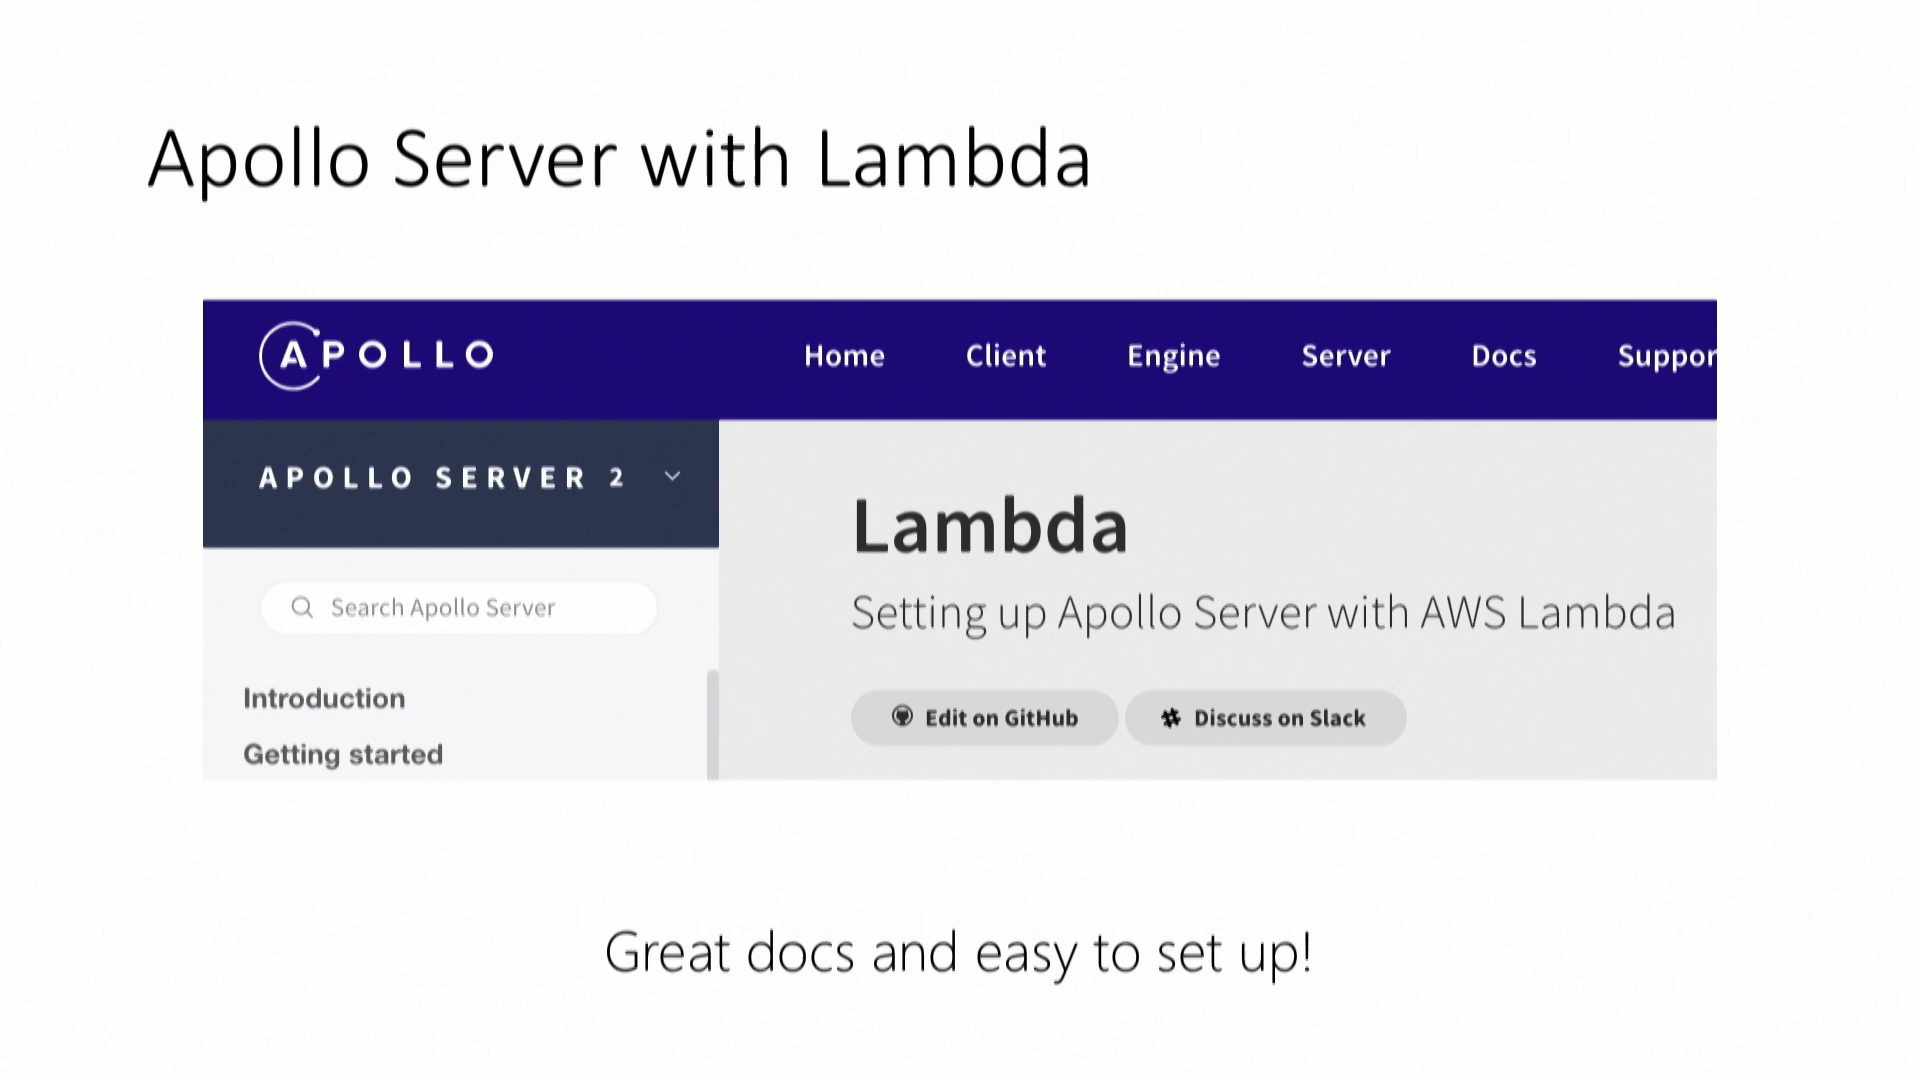 Apollo Server with Lambda
APOLLO
Home Client Engine Server Docs Suppor
APOLLO SERVER 2
Search Apollo Server
Introduction
Getting started
Lambda
Setting up Apollo Server with AWS Lambda
Edit on GitHub Discuss on Slack
Great docs and easy to set up!